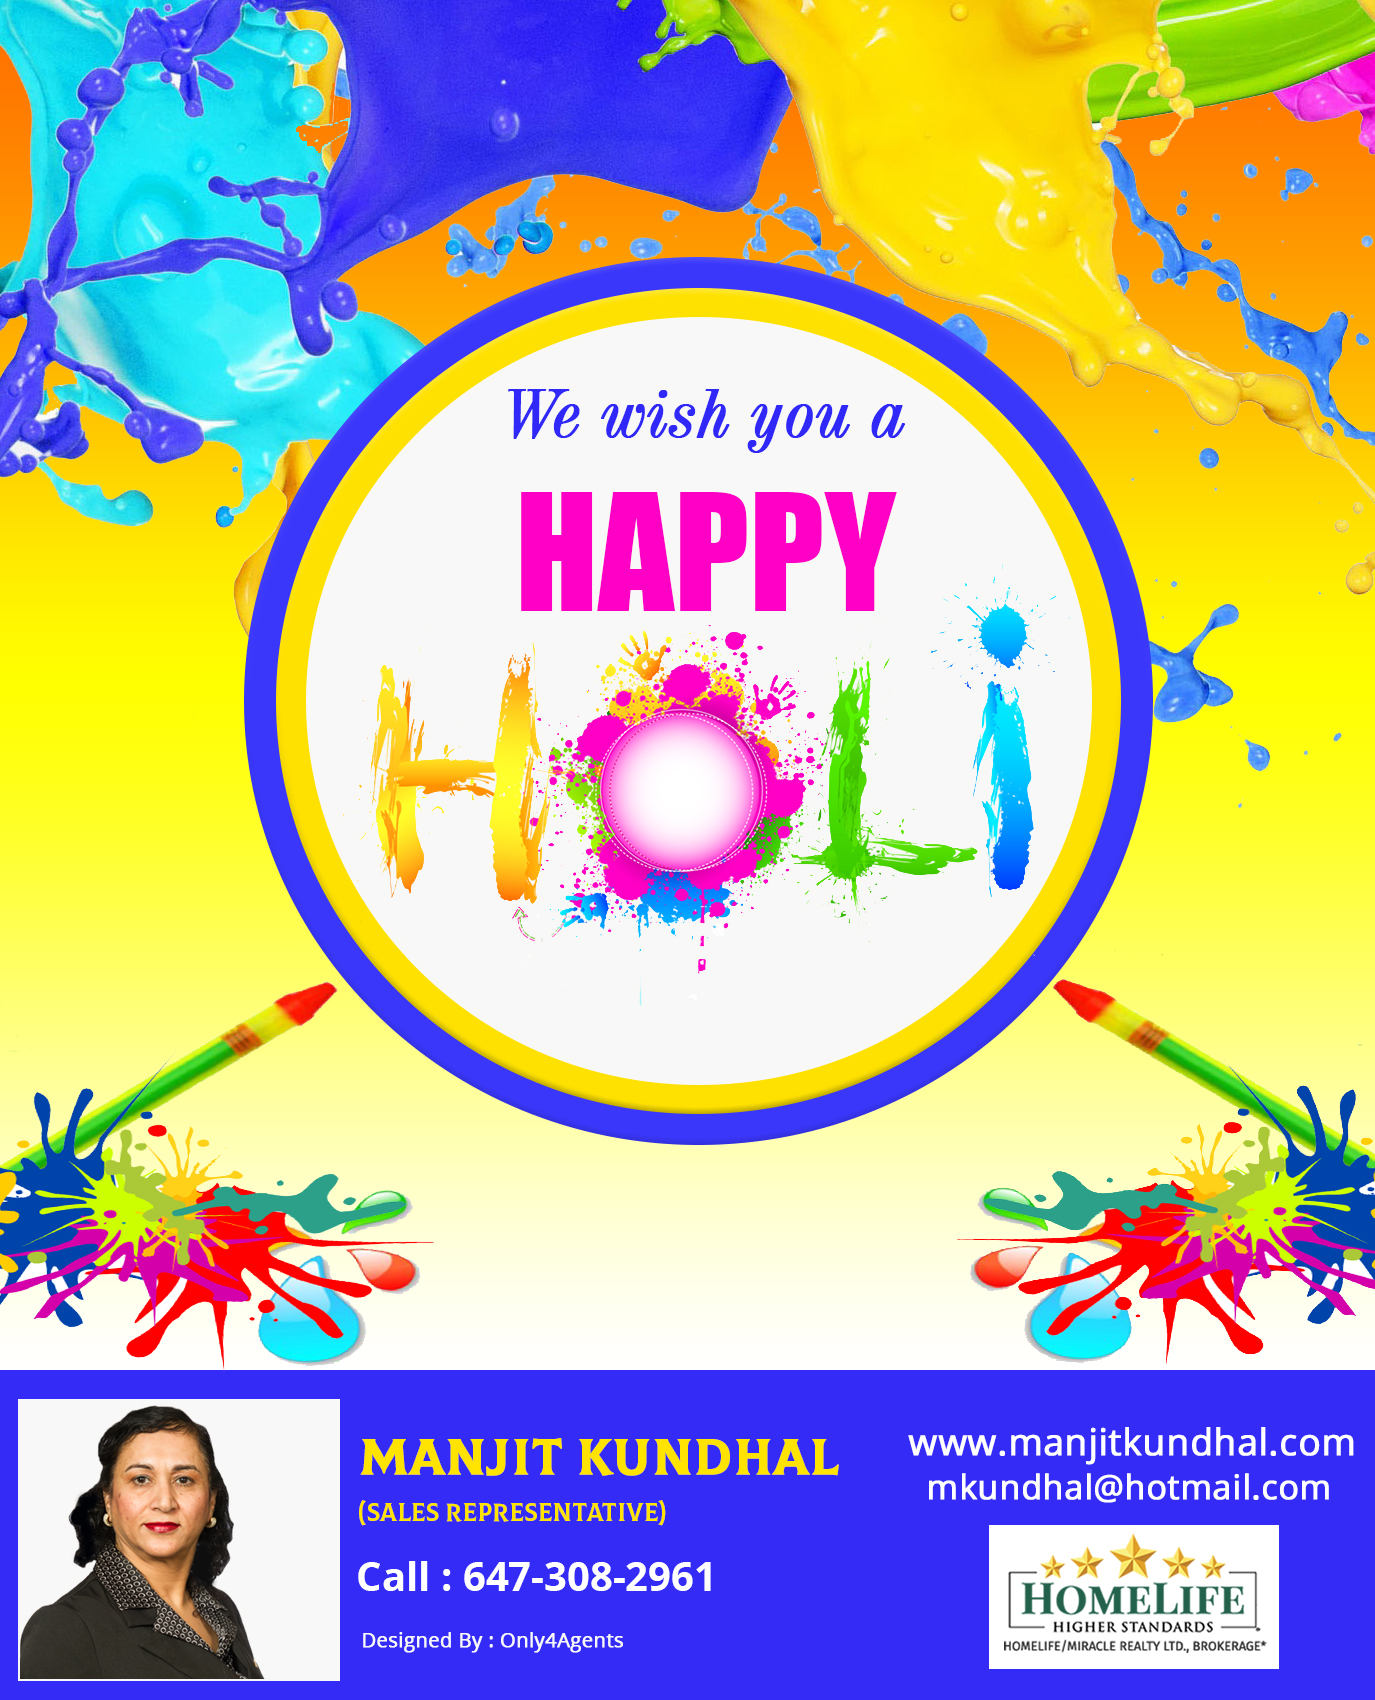 We wish you a
HAPPY
HOLi
MANJIT KUNDHAL
(SALES REPRESENTATIVE)
Call : 647-308-2961
Designed By : Only4Agents
www.manjitkundhal.com
mkundhal@hotmail.com
HOMELIFE
HIGHER STANDARDS
HOMELIFE/MIRACLE REALTY LTD., BROKERAGE*